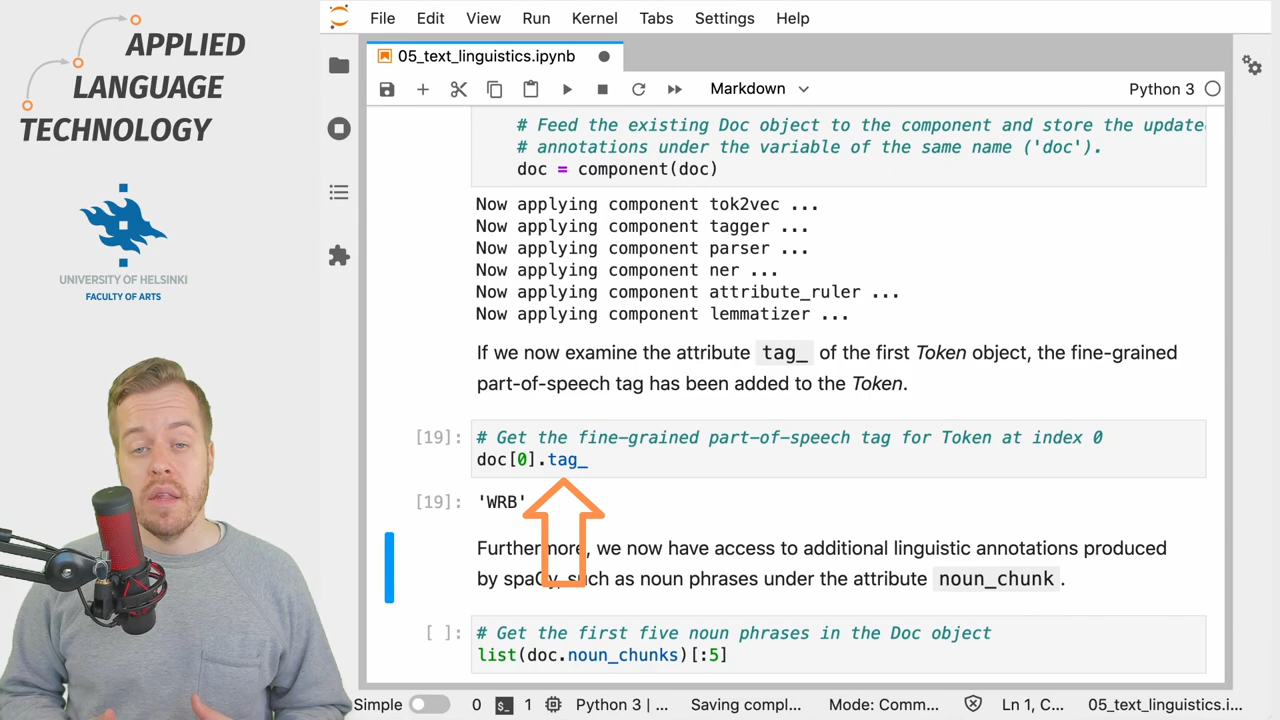 APPLIED
LANGUAGE
TECHNOLOGY
UNIVERSITY OF HELSINKI
FACULTY OF ARTS
File Edit View Run Kernel Tabs Settings Help
05_text_linguistics.ipynb
Markdown
Python 3
# Feed the existing Doc object to the component and store the update
# annotations under the variable of the same name ('doc').
doc = component(doc)
Now applying component tok2vec ...
Now applying component tagger ...
Now applying component parser ...
Now applying component ner ...
Now applying component attribute_ruler ...
Now applying component lemmatizer ...
If we now examine the attribute tag_ of the first Token object, the fine-grained
part-of-speech tag has been added to the Token.
[19]: # Get the fine-grained part-of-speech tag for Token at index 0
doc[0].tag_
[19]: 'WRB'
Furthermore, we now have access to additional linguistic annotations produced
by spaCy, such as noun phrases under the attribute noun_chunk.
[ ]: # Get the first five noun phrases in the Doc object
list(doc.noun_chunks)[:5]
Simple 0 1 Python 3 | ... Saving compl... Mode: Comm... Ln 1, C... 05_text_linguistics.i...